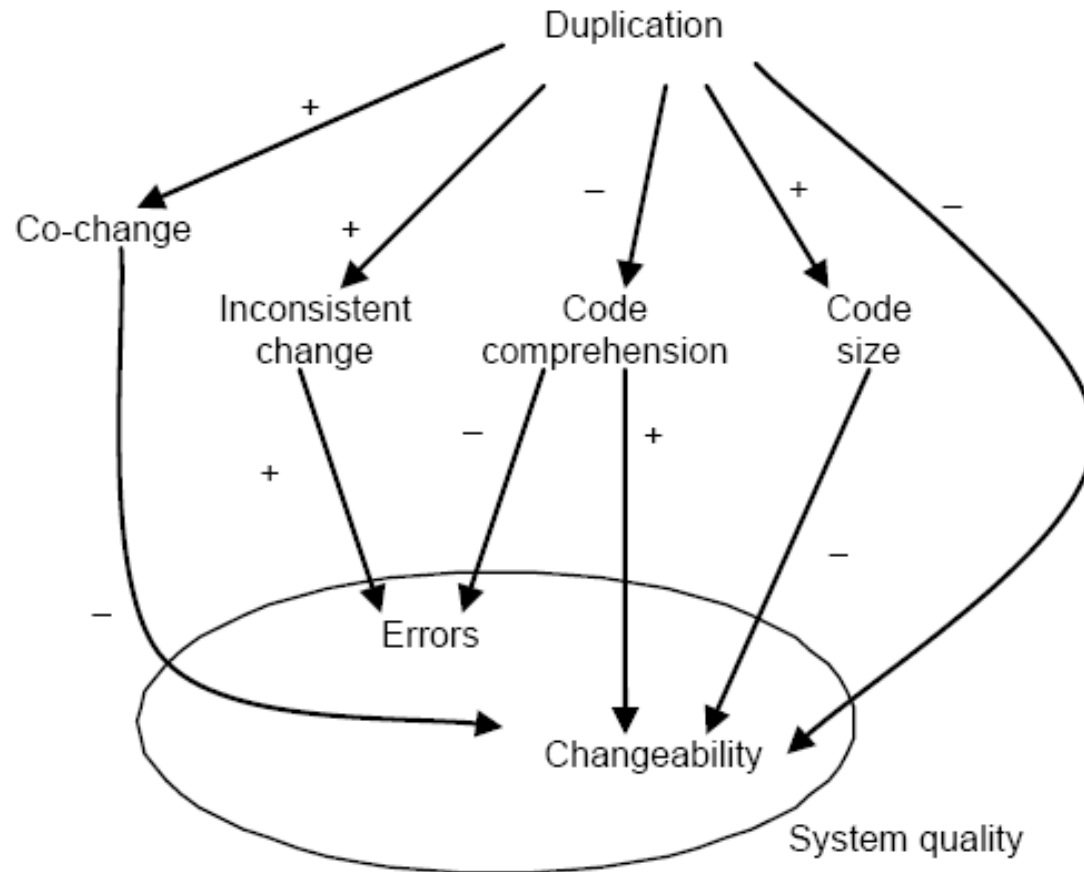 Duplication
+
–
+
–
Co-change
+
Inconsistent
change
Code
comprehension
Code
size
–
+
+
–
–
Errors
Changeability
System quality